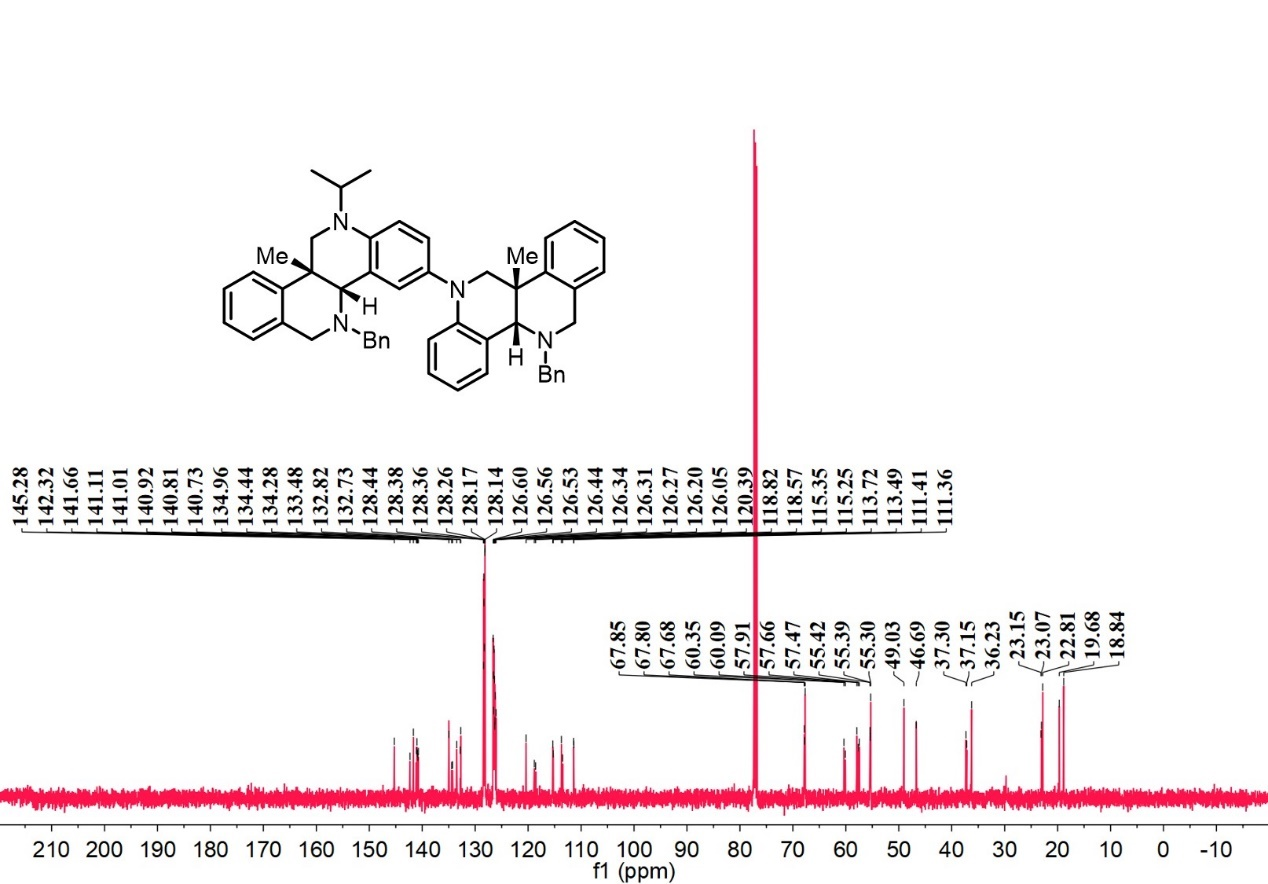 N
Me
H
N
Bn
N
Me
H
N
Bn
145.28 142.32 141.66 141.11 141.01 140.92 140.81 140.73 134.96 134.44 134.28 133.48 132.82 132.73 128.44 128.38 128.36 128.26 128.17 128.14 126.60 126.56 126.53 126.44 126.34 126.31 126.27 126.20 126.05 120.39 118.82 118.57 115.35 115.25 113.72 113.49 111.41 111.36
67.85 67.80 67.68 60.35 60.09 57.91 57.66 57.47 55.42 55.39 55.30 49.03 46.69 37.30 37.15 36.23 23.15 23.07 22.81 19.68 18.84
210 200 190 180 170 160 150 140 130 120 110 100 90 80 70 60 50 40 30 20 10 0 -10
f1 (ppm)